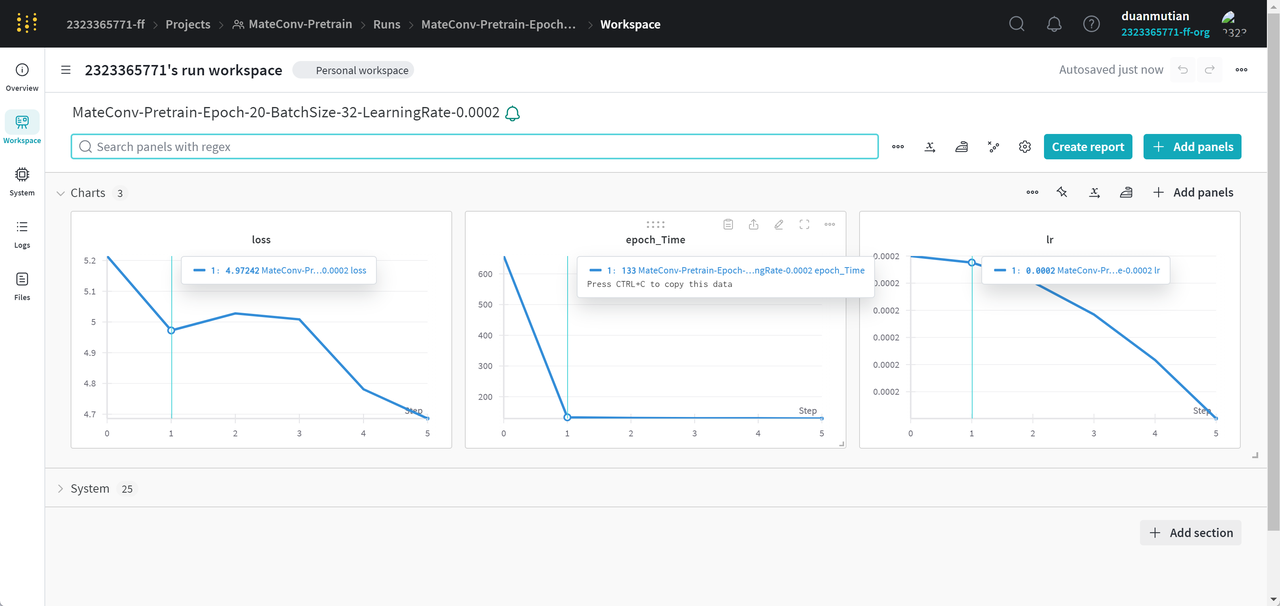 2323365771-ff > Projects > MateConv-Pretrain > Runs > MateConv-Pretrain-Epoch... > Workspace
duanmutian
2323365771-ff-org
232?
Overview
Workspace
System
Logs
Files
2323365771's run workspace Personal workspace Autosaved just now
MateConv-Pretrain-Epoch-20-BatchSize-32-LearningRate-0.0002
Search panels with regex Create report Add panels
Charts 3 Add panels
loss
1: 4.97242 MateConv-Pr...0.0002 loss
5.2
5.1
5
4.9
4.8
4.7
Step
0 1 2 3 4 5
epoch_Time
1: 133 MateConv-Pretrain-Epoch-...ngRate-0.0002 epoch_Time
Press CTRL+C to copy this data
600
500
400
300
200
Step
0 1 2 3 4 5
lr
1: 0.0002 MateConv-Pr...e-0.0002 lr
0.0002
0.0002
0.0002
0.0002
0.0002
0.0002
Step
0 1 2 3 4 5
System 25
Add section